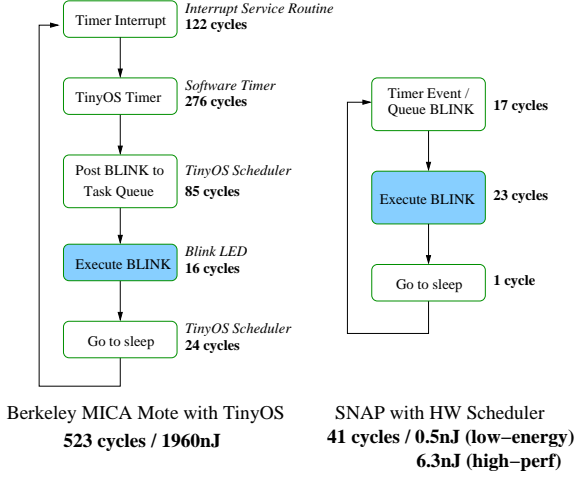 Interrupt Service Routine
Timer Interrupt
122 cycles
Software Timer
TinyOS Timer
276 cycles
Post BLINK to
Task Queue
TinyOS Scheduler
85 cycles
Blink LED
Execute BLINK
16 cycles
TinyOS Scheduler
Go to sleep
24 cycles
Berkeley MICA Mote with TinyOS
523 cycles / 1960nJ
Timer Event /
Queue BLINK
17 cycles
Execute BLINK
23 cycles
Go to sleep
1 cycle
SNAP with HW Scheduler
41 cycles / 0.5nJ (low−energy)
6.3nJ (high−perf)